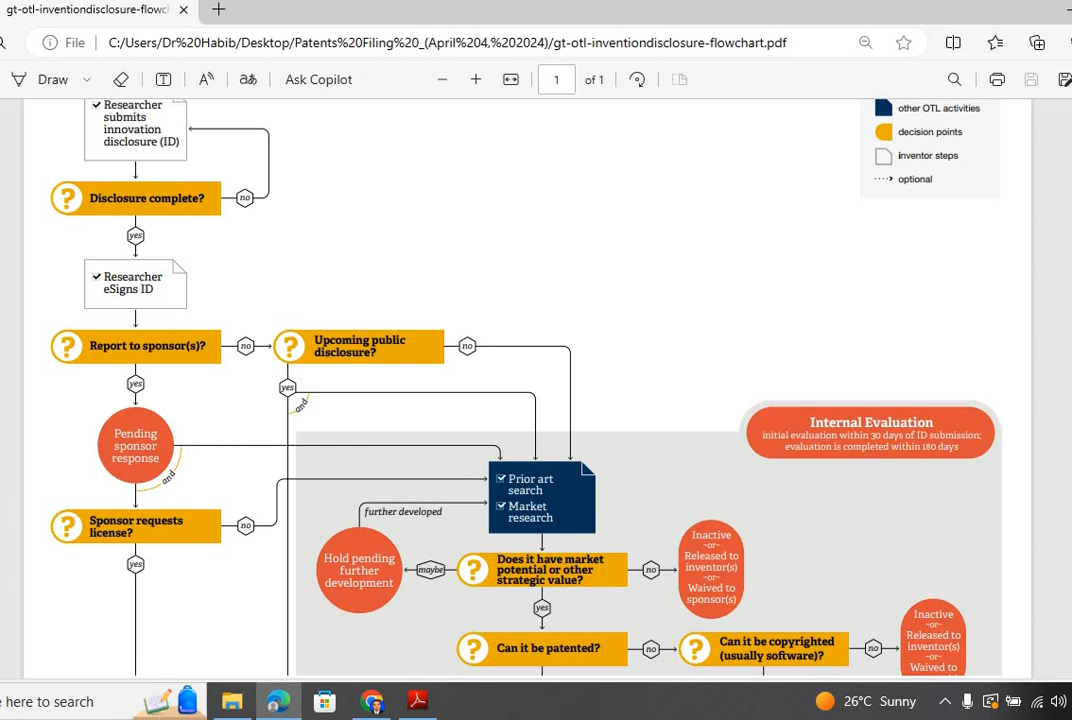 gt-otl-inventiondisclosure-flowch
File
C:/Users/Dr%20Habib/Desktop/Patents%20Filing%20_(April%204,%202024)/gt-otl-inventiondisclosure-flowchart.pdf
Draw
aあ
Ask Copilot
1
of 1
Researcher
submits
innovation
disclosure (ID)
other OTL activities
decision points
inventor steps
optional
? Disclosure complete?
no
yes
Researcher
eSigns ID
? Report to sponsor(s)?
no
? Upcoming public
disclosure?
no
yes
yes
and
Pending
sponsor
response
and
Internal Evaluation
initial evaluation within 30 days of ID submission;
evaluation is completed within 180 days
Prior art
search
Market
research
further developed
? Sponsor requests
license?
no
yes
Hold pending
further
development
maybe
? Does it have market
potential or other
strategic value?
no
Inactive
-or-
Released to
inventor(s)
-or-
Waived to
sponsor(s)
yes
? Can it be patented?
no
? Can it be copyrighted
(usually software)?
no
Inactive
-or-
Released to
inventor(s)
-or-
Waived to
e here to search
26°C Sunny